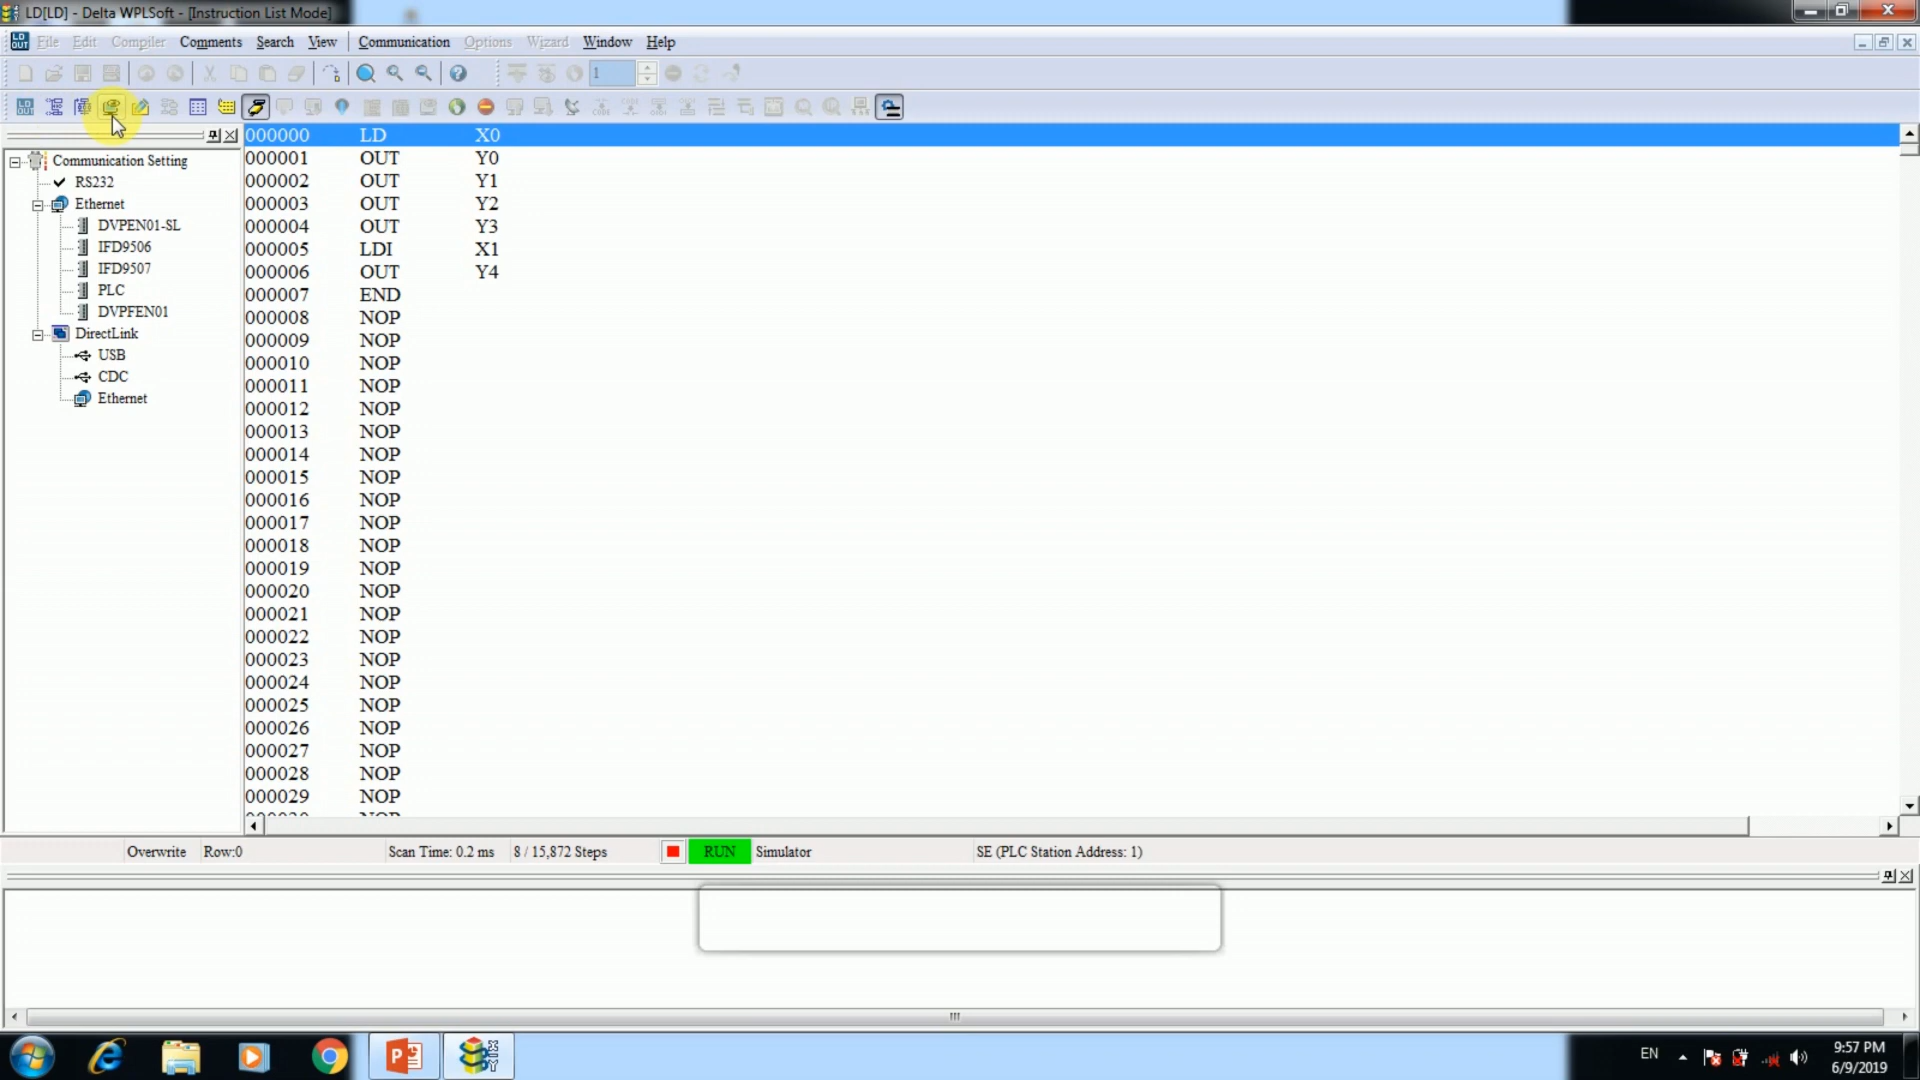 LD[LD] - Delta WPLSoft - [Instruction List Mode]
File Edit Compiler Comments Search View Communication Options Wizard Window Help
1
Communication Setting
RS232
Ethernet
DVPEN01-SL
IFD9506
IFD9507
PLC
DVPFEN01
DirectLink
USB
CDC
Ethernet
000000 LD X0
000001 OUT Y0
000002 OUT Y1
000003 OUT Y2
000004 OUT Y3
000005 LDI X1
000006 OUT Y4
000007 END
000008 NOP
000009 NOP
000010 NOP
000011 NOP
000012 NOP
000013 NOP
000014 NOP
000015 NOP
000016 NOP
000017 NOP
000018 NOP
000019 NOP
000020 NOP
000021 NOP
000022 NOP
000023 NOP
000024 NOP
000025 NOP
000026 NOP
000027 NOP
000028 NOP
000029 NOP
Overwrite Row:0 Scan Time: 0.2 ms 8 / 15,872 Steps RUN Simulator SE (PLC Station Address: 1)
EN
9:57 PM
6/9/2019